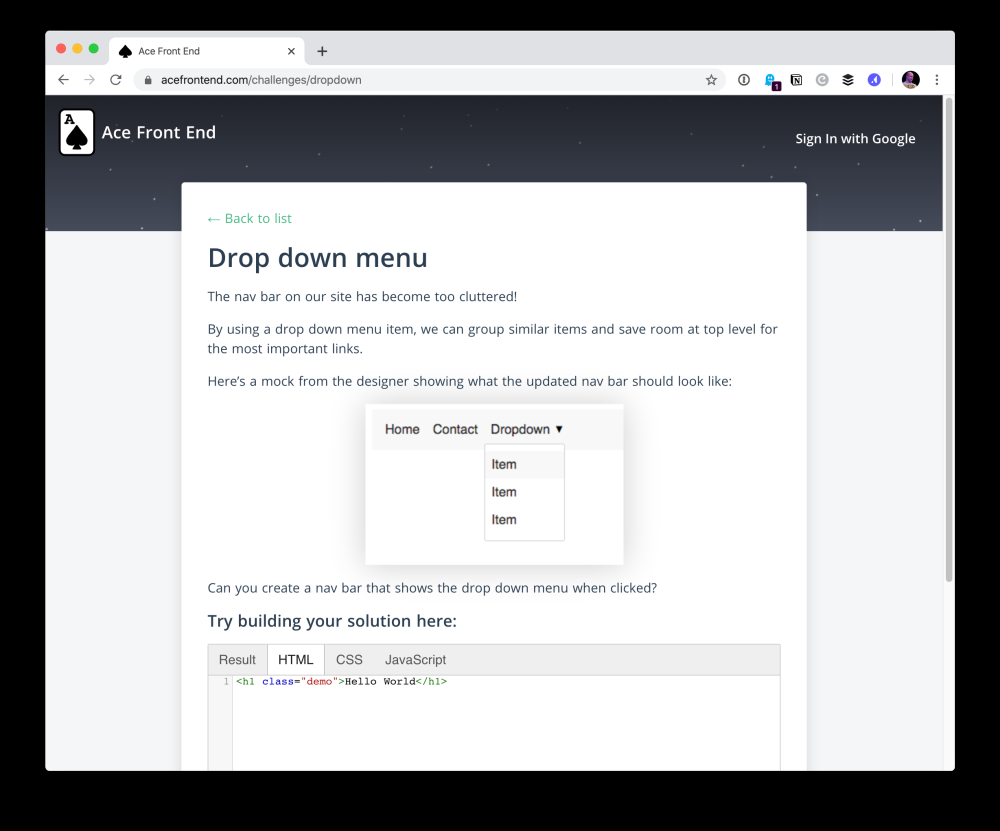 Ace Front End
acefrontend.com/challenges/dropdown
1
A
Ace Front End
Sign In with Google
← Back to list
Drop down menu
The nav bar on our site has become too cluttered!
By using a drop down menu item, we can group similar items and save room at top level for
the most important links.
Here’s a mock from the designer showing what the updated nav bar should look like:
Home Contact Dropdown ▼
Item
Item
Item
Can you create a nav bar that shows the drop down menu when clicked?
Try building your solution here:
Result HTML CSS JavaScript
1 <h1 class="demo">Hello World</h1>